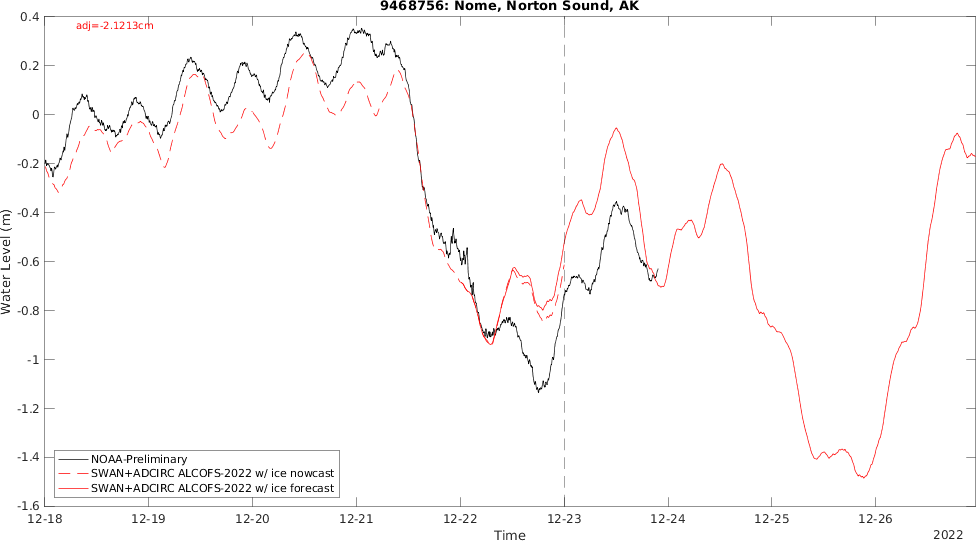 9468756: Nome, Norton Sound, AK
adj=-2.1213cm
0.4
0.2
0
-0.2
-0.4
-0.6
-0.8
-1
-1.2
-1.4
-1.6
Water Level (m)
NOAA-Preliminary
SWAN+ADCIRC ALCOFS-2022 w/ ice nowcast
SWAN+ADCIRC ALCOFS-2022 w/ ice forecast
12-18 12-19 12-20 12-21 12-22 12-23 12-24 12-25 12-26
Time
2022